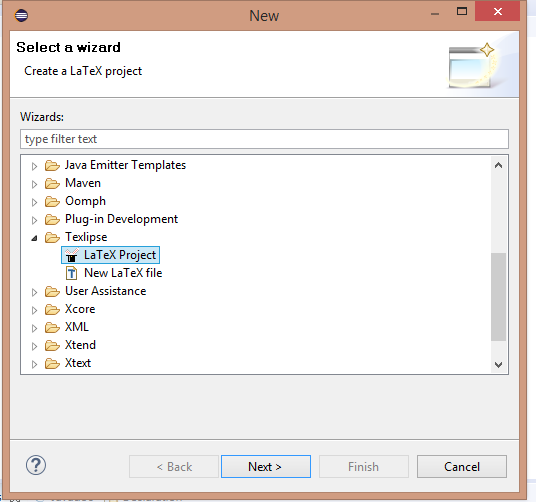 New
Select a wizard
Create a LaTeX project
Wizards:
type filter text
Java Emitter Templates
Maven
Oomph
Plug-in Development
Texlipse
LaTeX Project
New LaTeX file
User Assistance
Xcore
XML
Xtend
Xtext
? < Back Next > Finish Cancel